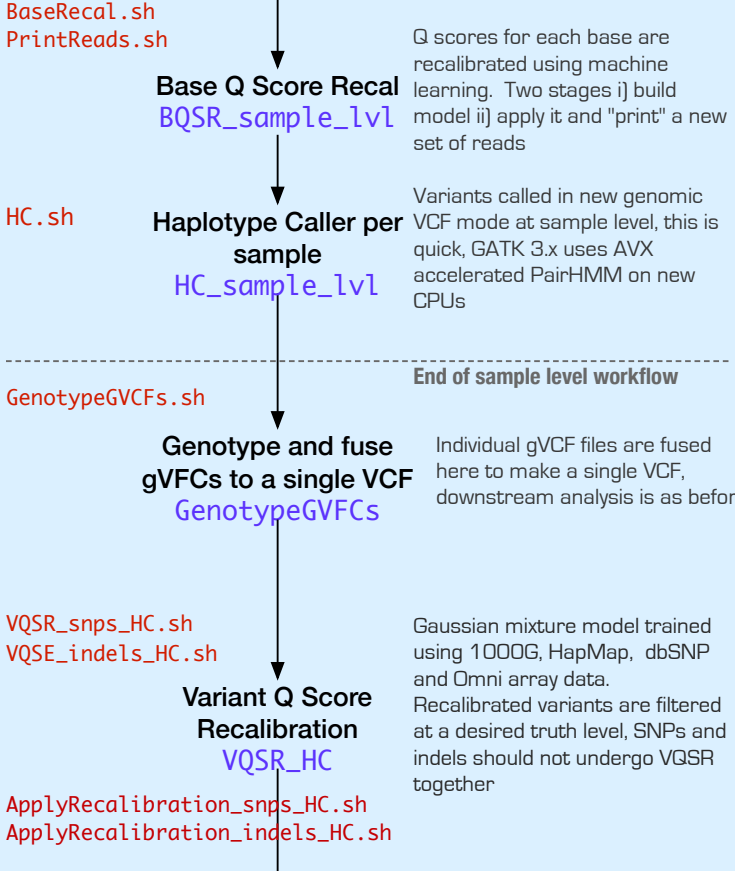 BaseRecal.sh
PrintReads.sh
Base Q Score Recal
BQSR_sample_lvl
Q scores for each base are
recalibrated using machine
learning.  Two stages i) build
model ii) apply it and "print" a new
set of reads
HC.sh
Haplotype Caller per
sample
HC_sample_lvl
Variants called in new genomic
VCF mode at sample level, this is
quick, GATK 3.x uses AVX
accelerated PairHMM on new
CPUs
End of sample level workflow
GenotypeGVCFs.sh
Genotype and fuse
gVFCs to a single VCF
GenotypeGVFCs
Individual gVCF files are fused
here to make a single VCF,
downstream analysis is as befor
VQSR_snps_HC.sh
VQSE_indels_HC.sh
Variant Q Score
Recalibration
VQSR_HC
Gaussian mixture model trained
using 1000G, HapMap,  dbSNP
and Omni array data.
Recalibrated variants are filtered
at a desired truth level, SNPs and
indels should not undergo VQSR
together
ApplyRecalibration_snps_HC.sh
ApplyRecalibration_indels_HC.sh